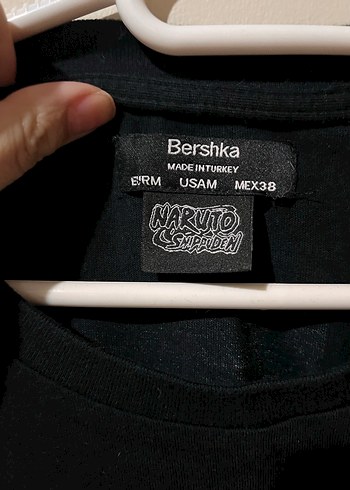 Bershka
MADE IN TURKEY
EURM USAM MEX38
NARUTO
SHIPPUDEN